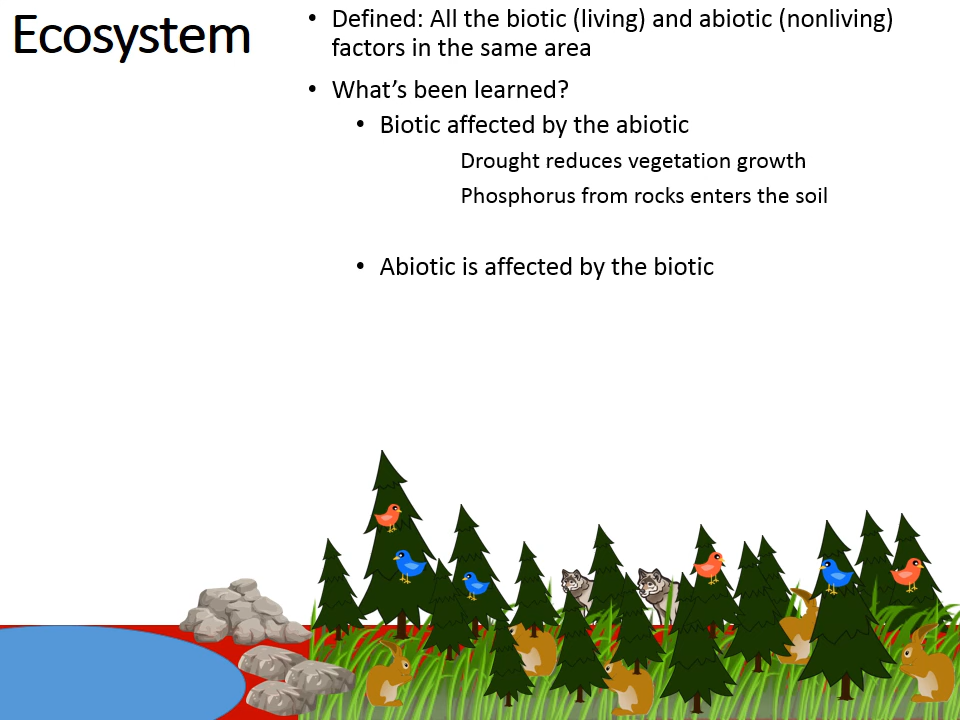 Ecosystem
• Defined: All the biotic (living) and abiotic (nonliving)
factors in the same area
• What’s been learned?
• Biotic affected by the abiotic
Drought reduces vegetation growth
Phosphorus from rocks enters the soil
• Abiotic is affected by the biotic